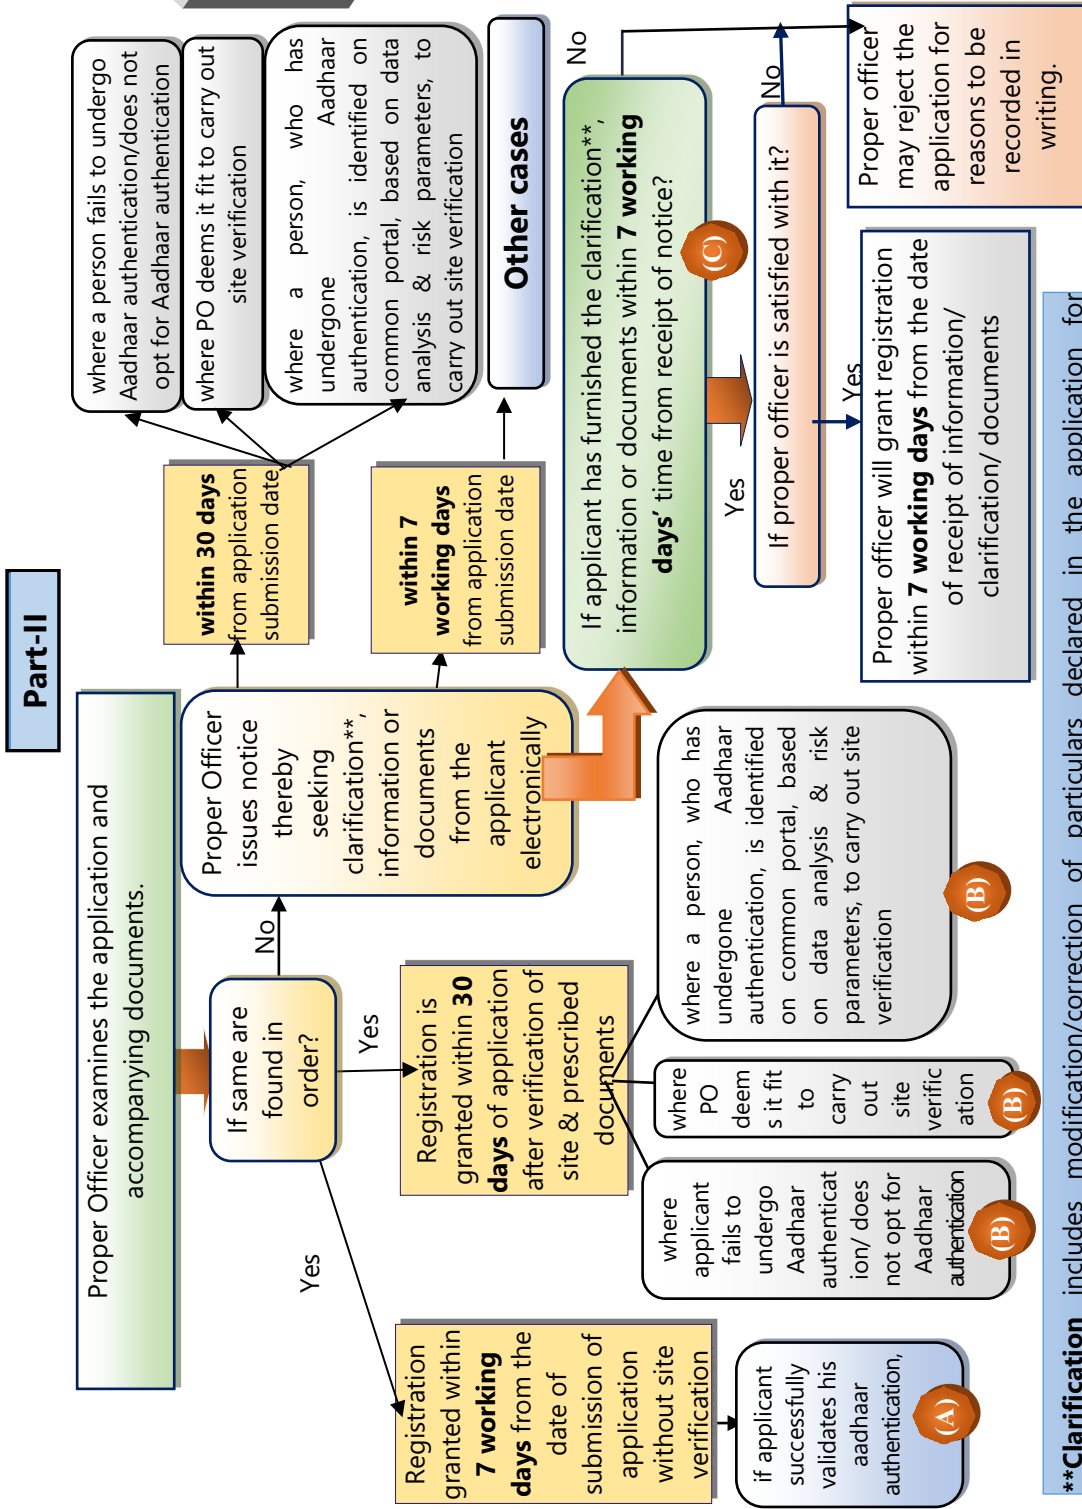 Part-II
Proper Officer examines the application and
accompanying documents.
If same are
found in
order?
No
Yes
Yes
Proper Officer
issues notice
thereby
seeking
clarification**,
information or
documents
from the
applicant
electronically
within 30 days
from application
submission date
where a person fails to undergo
Aadhaar authentication/does not
opt for Aadhaar authentication
where PO deems it fit to carry out
site verification
where a person, who has
undergone Aadhaar
authentication, is identified on
common portal, based on data
analysis & risk parameters, to
carry out site verification
within 7
working days
from application
submission date
Other cases
Registration
granted within
7 working
days from the
date of
submission of
application
without site
verification
if applicant
successfully
validates his
aadhaar
authentication,
(A)
Registration is
granted within 30
days of application
after verification of
site & prescribed
documents
where
applicant
fails to
undergo
Aadhaar
authenticat
ion/ does
not opt for
Aadhaar
authentication
(B)
where
PO
deem
s it fit
to
carry
out
site
verific
ation
(B)
where a person, who has
undergone Aadhaar
authentication, is identified
on common portal, based
on data analysis & risk
parameters, to carry out site
verification
(B)
If applicant has furnished the clarification**,
information or documents within 7 working
days’ time from receipt of notice?
(C)
No
Yes
If proper officer is satisfied with it?
No
Yes
Proper officer will grant registration
within 7 working days from the date
of receipt of information/
clarification/ documents
Proper officer
may reject the
application for
reasons to be
recorded in
writing.
**Clarification includes modification/correction of particulars declared in the application for